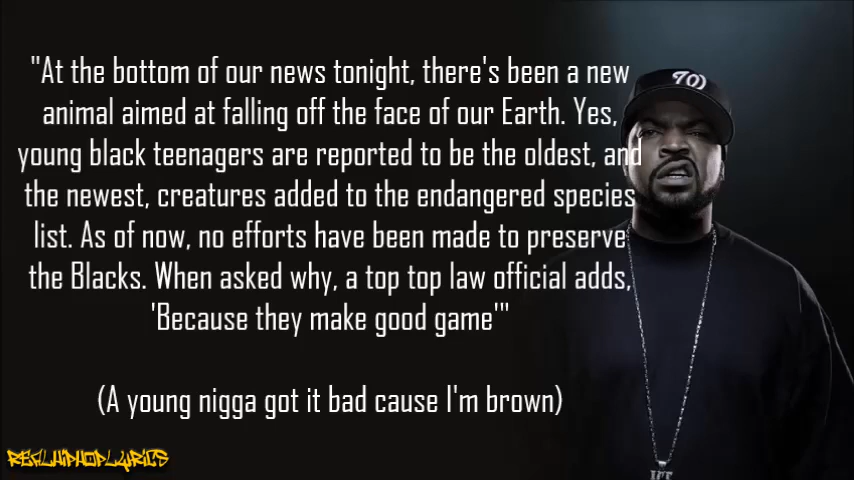 "At the bottom of our news tonight, there's been a new
animal aimed at falling off the face of our Earth. Yes,
young black teenagers are reported to be the oldest, and
the newest, creatures added to the endangered species
list. As of now, no efforts have been made to preserve
the Blacks. When asked why, a top top law official adds,
'Because they make good game'"
(A young nigga got it bad cause I'm brown)
REALHIPHOPLYRICS